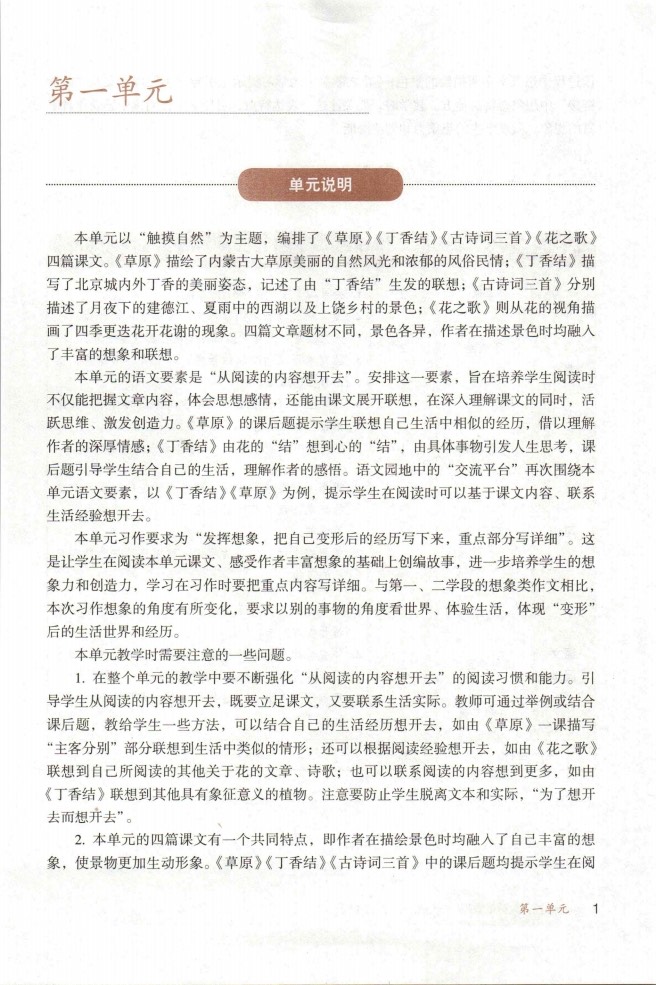 第一单元
单元说明
本单元以“触摸自然”为主题，编排了《草原》《丁香结》《古诗词三首》《花之歌》
四篇课文。《草原》描绘了内蒙古大草原美丽的自然风光和浓郁的风俗民情；《丁香结》描
写了北京城内外丁香的美丽姿态，记述了由“丁香结”生发的联想；《古诗词三首》分别
描述了月夜下的建德江、夏雨中的西湖以及上饶乡村的景色；《花之歌》则从花的视角描
画了四季更迭花开花谢的现象。四篇文章题材不同，景色各异，作者在描述景色时均融入
了丰富的想象和联想。
本单元的语文要素是“从阅读的内容想开去”。安排这一要素，旨在培养学生阅读时
不仅能把握文章内容，体会思想感情，还能由课文展开联想，在深入理解课文的同时，活
跃思维、激发创造力。《草原》的课后题提示学生联想自己生活中相似的经历，借以理解
作者的深厚情感；《丁香结》由花的“结”想到心的“结”，由具体事物引发人生思考，课
后题引导学生结合自己的生活，理解作者的感悟。语文园地中的“交流平台”再次围绕本
单元语文要素，以《丁香结》《草原》为例，提示学生在阅读时可以基于课文内容、联系
生活经验想开去。
本单元习作要求为“发挥想象，把自己变形后的经历写下来，重点部分写详细”。这
是让学生在阅读本单元课文、感受作者丰富想象的基础上创编故事，进一步培养学生的想
象力和创造力，学习在习作时要把重点内容写详细。与第一、二学段的想象类作文相比，
本次习作想象的角度有所变化，要求以别的事物的角度看世界、体验生活，体现“变形”
后的生活世界和经历。
本单元教学时需要注意的一些问题。
1. 在整个单元的教学中要不断强化“从阅读的内容想开去”的阅读习惯和能力。引
导学生从阅读的内容想开去，既要立足课文，又要联系生活实际。教师可通过举例或结合
课后题，教给学生一些方法，可以结合自己的生活经历想开去，如由《草原》一课描写
“主客分别”部分联想到生活中类似的情形；还可以根据阅读经验想开去，如由《花之歌》
联想到自己所阅读的其他关于花的文章、诗歌；也可以联系阅读的内容想到更多，如由
《丁香结》联想到其他具有象征意义的植物。注意要防止学生脱离文本和实际，“为了想开
去而想开去”。
2. 本单元的四篇课文有一个共同特点，即作者在描绘景色时均融入了自己丰富的想
象，使景物更加生动形象。《草原》《丁香结》《古诗词三首》中的课后题均提示学生在阅
第一单元 1